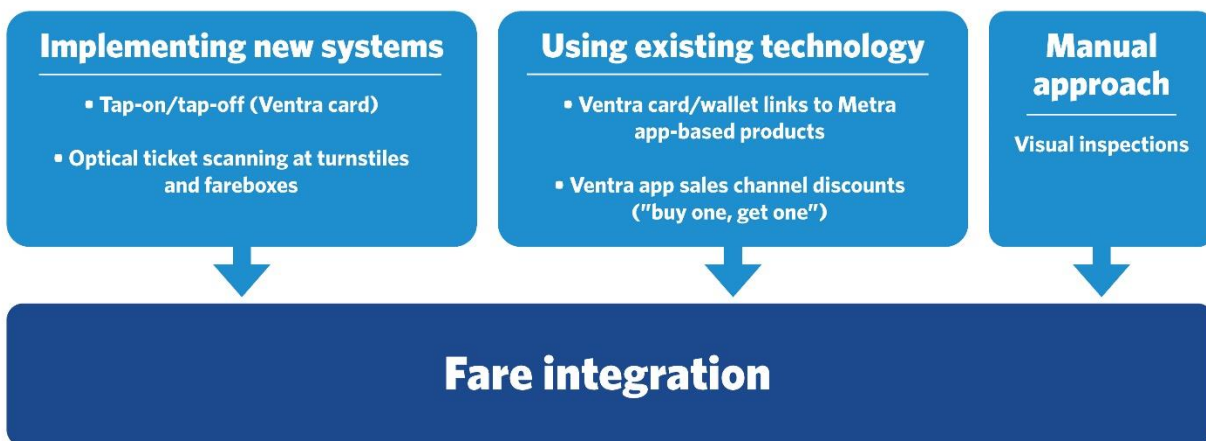 Implementing new systems
▪ Tap-on/tap-off (Ventra card)
▪ Optical ticket scanning at turnstiles
and fareboxes
Using existing technology
▪ Ventra card/wallet links to Metra
app-based products
▪ Ventra app sales channel discounts
("buy one, get one")
Manual
approach
Visual inspections
Fare integration